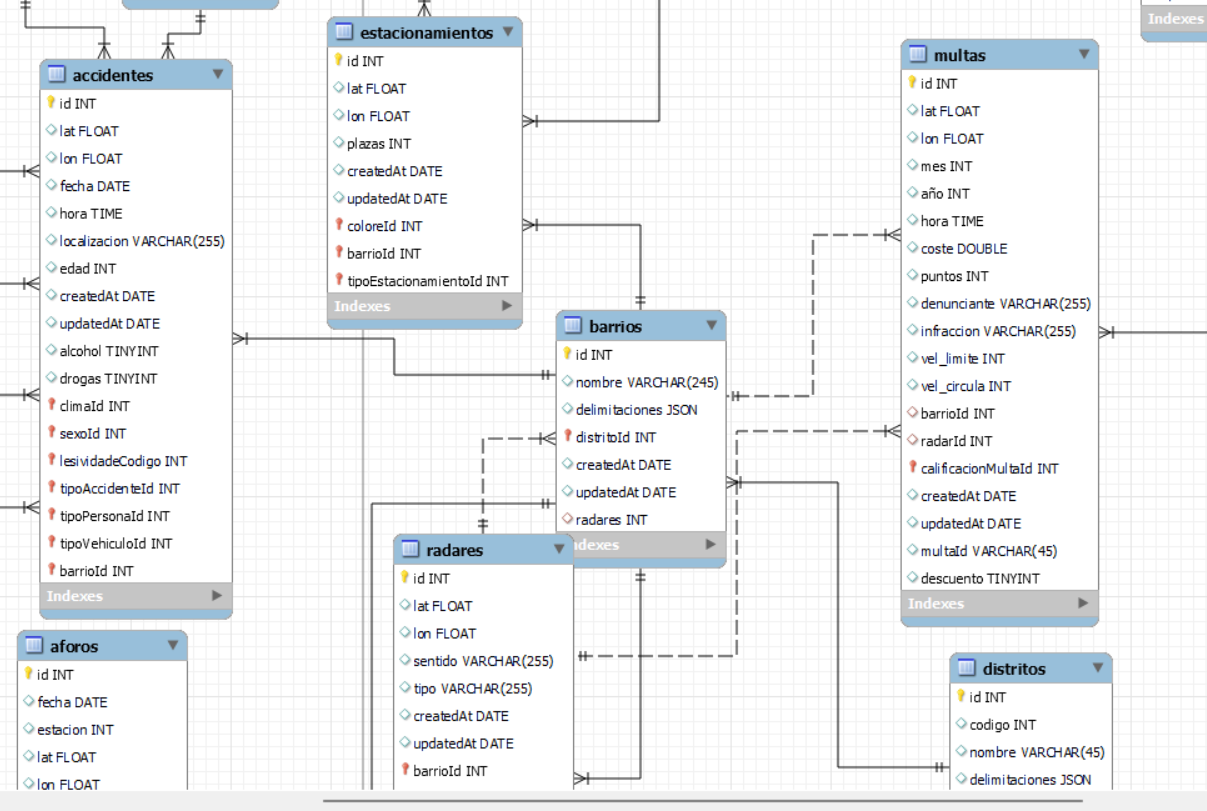 accidentes
id INT
lat FLOAT
lon FLOAT
fecha DATE
hora TIME
localizacion VARCHAR(255)
edad INT
createdAt DATE
updatedAt DATE
alcohol TINYINT
drogas TINYINT
climaId INT
sexoId INT
lesividadeCodigo INT
tipoAccidenteId INT
tipoPersonaId INT
tipoVehiculoId INT
barrioId INT
Indexes
aforos
id INT
fecha DATE
estacion INT
lat FLOAT
lon FLOAT
estacionamientos
id INT
lat FLOAT
lon FLOAT
plazas INT
createdAt DATE
updatedAt DATE
coloreId INT
barrioId INT
tipoEstacionamientoId INT
Indexes
barrios
id INT
nombre VARCHAR(245)
delimitaciones JSON
distritoId INT
createdAt DATE
updatedAt DATE
radares INT
ndexes
radares
id INT
lat FLOAT
lon FLOAT
sentido VARCHAR(255)
tipo VARCHAR(255)
createdAt DATE
updatedAt DATE
barrioId INT
Indexes
multas
id INT
lat FLOAT
lon FLOAT
mes INT
año INT
hora TIME
coste DOUBLE
puntos INT
denunciante VARCHAR(255)
infraccion VARCHAR(255)
vel_limite INT
vel_circula INT
barrioId INT
radarId INT
calificacionMultaId INT
createdAt DATE
updatedAt DATE
multaId VARCHAR(45)
descuento TINYINT
Indexes
distritos
id INT
codigo INT
nombre VARCHAR(45)
delimitaciones JSON